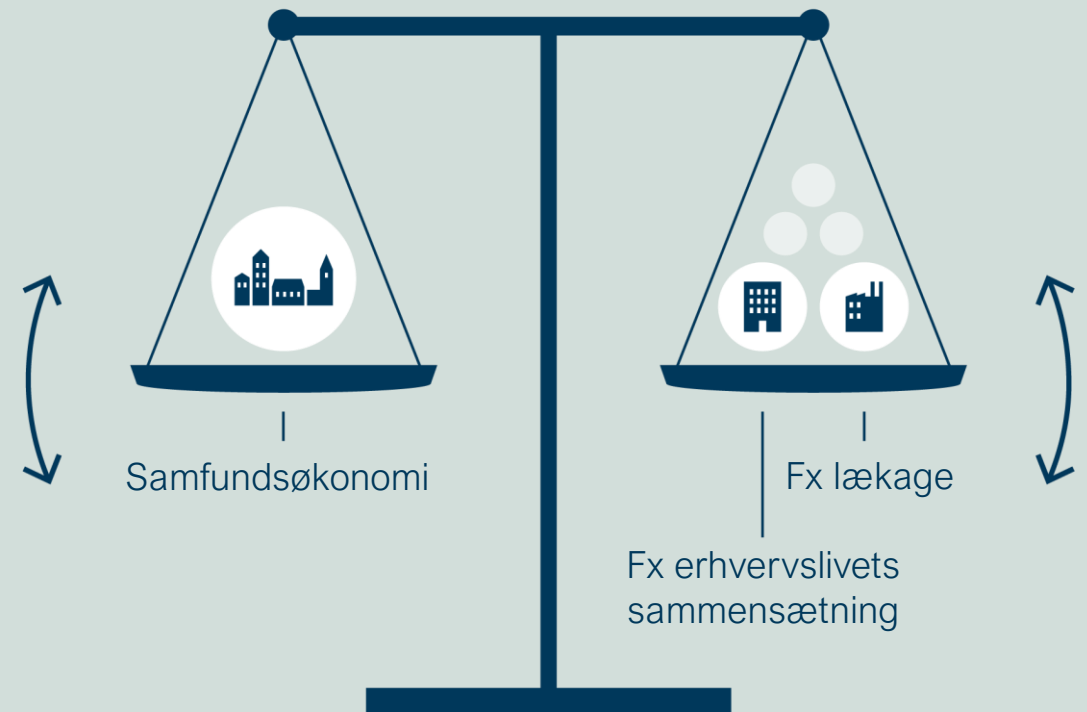 Samfundsøkonomi
Fx lækage
Fx erhvervslivets
sammensætning